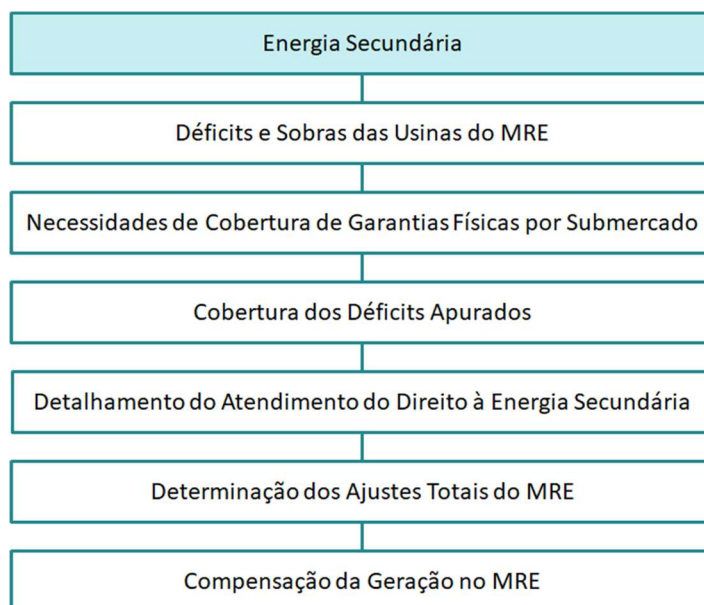 Energia Secundária
Déficits e Sobras das Usinas do MRE
Necessidades de Cobertura de Garantias Físicas por Submercado
Cobertura dos Déficits Apurados
Detalhamento do Atendimento do Direito à Energia Secundária
Determinação dos Ajustes Totais do MRE
Compensação da Geração no MRE